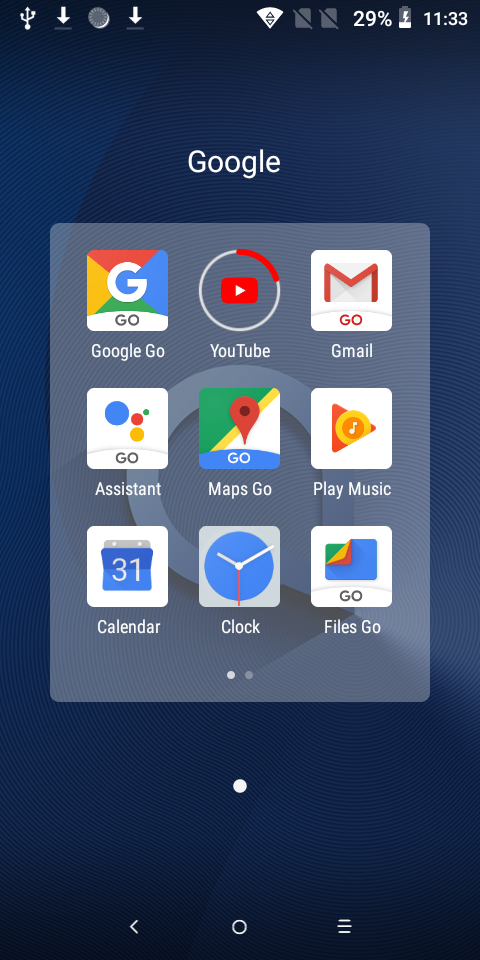 29% 11:33
Google
GO GO
Google Go YouTube Gmail
GO GO
Assistant Maps Go Play Music
31 GO
Calendar Clock Files Go